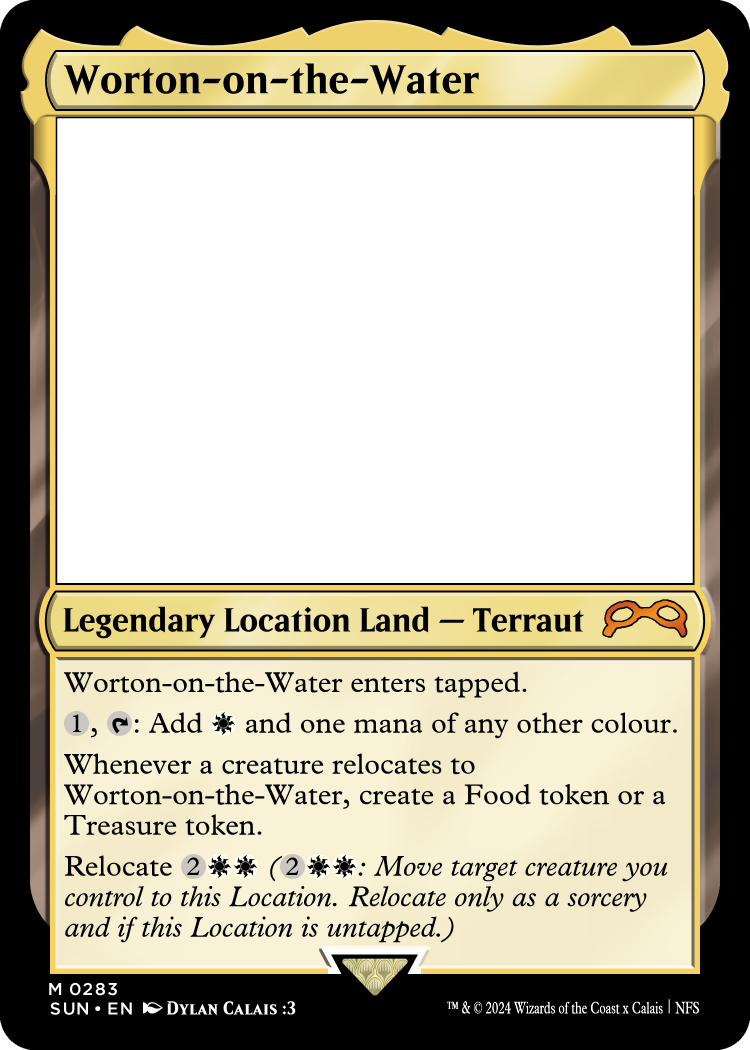 Worton-on-the-Water
Legendary Location Land — Terraut
Worton-on-the-Water enters tapped.
1, : Add and one mana of any other colour.
Whenever a creature relocates to
Worton-on-the-Water, create a Food token or a
Treasure token.
Relocate 2 (2: Move target creature you
control to this Location. Relocate only as a sorcery
and if this Location is untapped.)
M 0283
SUN • EN DYLAN CALAIS :3
™ & © 2024 Wizards of the Coast x Calais | NFS